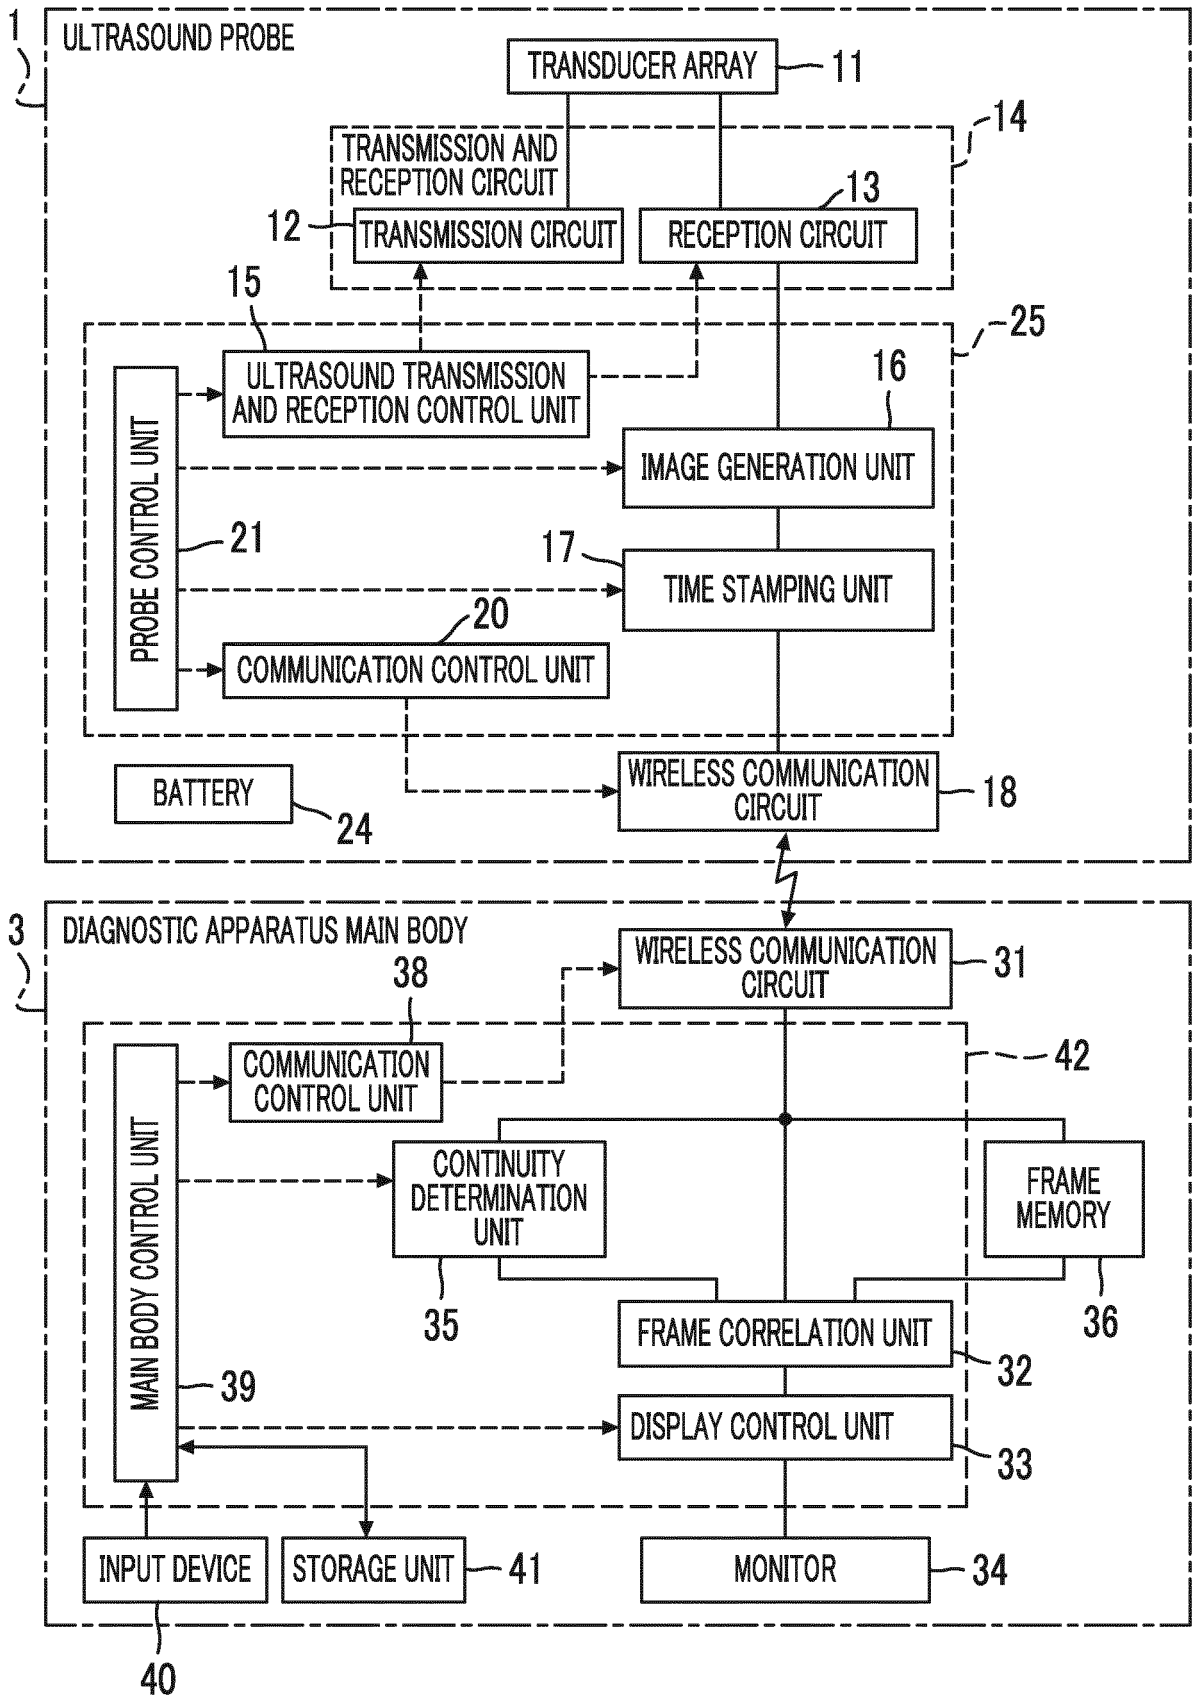 1
ULTRASOUND PROBE
TRANSDUCER ARRAY
11
14
TRANSMISSION AND
RECEPTION CIRCUIT
13
12
TRANSMISSION CIRCUIT
RECEPTION CIRCUIT
15
25
ULTRASOUND TRANSMISSION
AND RECEPTION CONTROL UNIT
16
PROBE CONTROL UNIT
IMAGE GENERATION UNIT
21
17
TIME STAMPING UNIT
20
COMMUNICATION CONTROL UNIT
BATTERY
24
WIRELESS COMMUNICATION
CIRCUIT
18
3
DIAGNOSTIC APPARATUS MAIN BODY
WIRELESS COMMUNICATION
CIRCUIT
31
38
COMMUNICATION
CONTROL UNIT
42
MAIN BODY CONTROL UNIT
CONTINUITY
DETERMINATION
UNIT
FRAME
MEMORY
35
36
FRAME CORRELATION UNIT
32
39
DISPLAY CONTROL UNIT
33
INPUT DEVICE
STORAGE UNIT
41
MONITOR
34
40